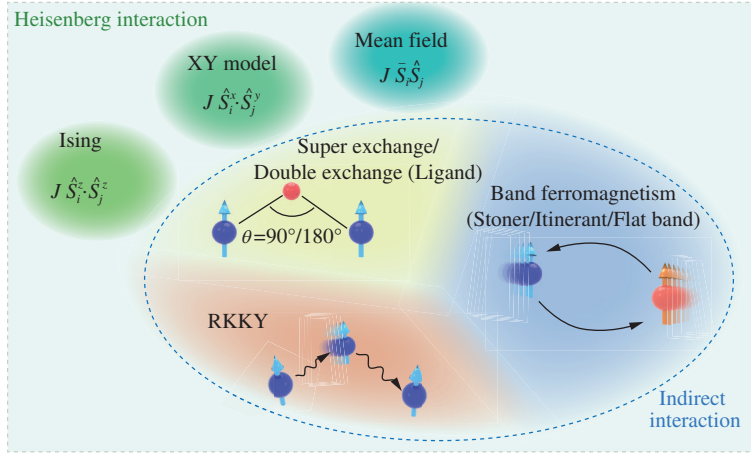 Heisenberg interaction
Mean field
J S̄ᵢŜⱼ
XY model
J Ŝᵢˣ·Ŝⱼʸ
Ising
J Ŝᵢᶻ·Ŝⱼᶻ
Super exchange/
Double exchange (Ligand)
θ=90°/180°
Band ferromagnetism
(Stoner/Itinerant/Flat band)
RKKY
Indirect
interaction